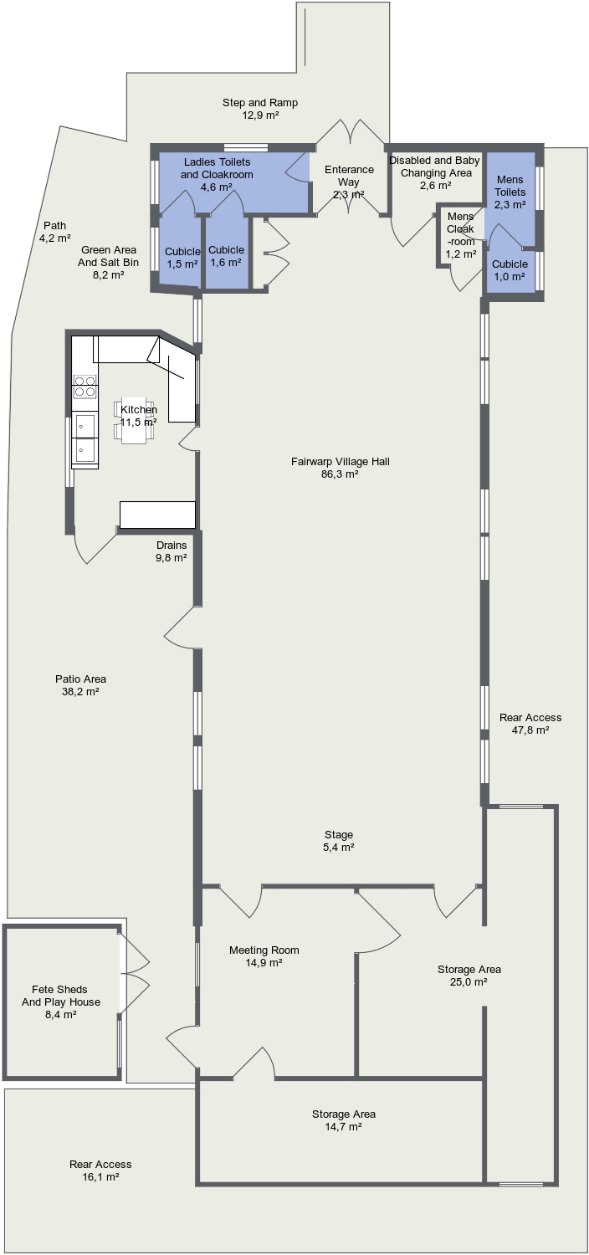 Step and Ramp
12,9 m²
Ladies Toilets
and Cloakroom
4,6 m²
Entrance
Way
2,3 m²
Disabled and Baby
Changing Area
2,6 m²
Mens
Toilets
2,3 m²
Path
4,2 m²
Green Area
And Salt Bin
8,2 m²
Cubicle
1,5 m²
Cubicle
1,6 m²
Mens
Cloak
-room
1,2 m²
Cubicle
1,0 m²
Kitchen
11,5 m²
Fairwarp Village Hall
86,3 m²
Drains
9,8 m²
Patio Area
38,2 m²
Rear Access
47,8 m²
Stage
5,4 m²
Meeting Room
14,9 m²
Storage Area
25,0 m²
Fete Sheds
And Play House
8,4 m²
Storage Area
14,7 m²
Rear Access
16,1 m²